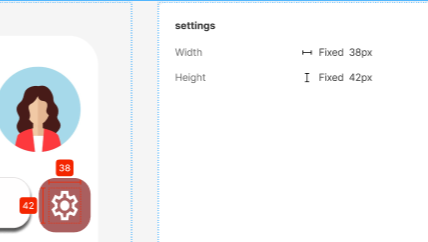 settings
Width Fixed 38px
Height Fixed 42px
38
42